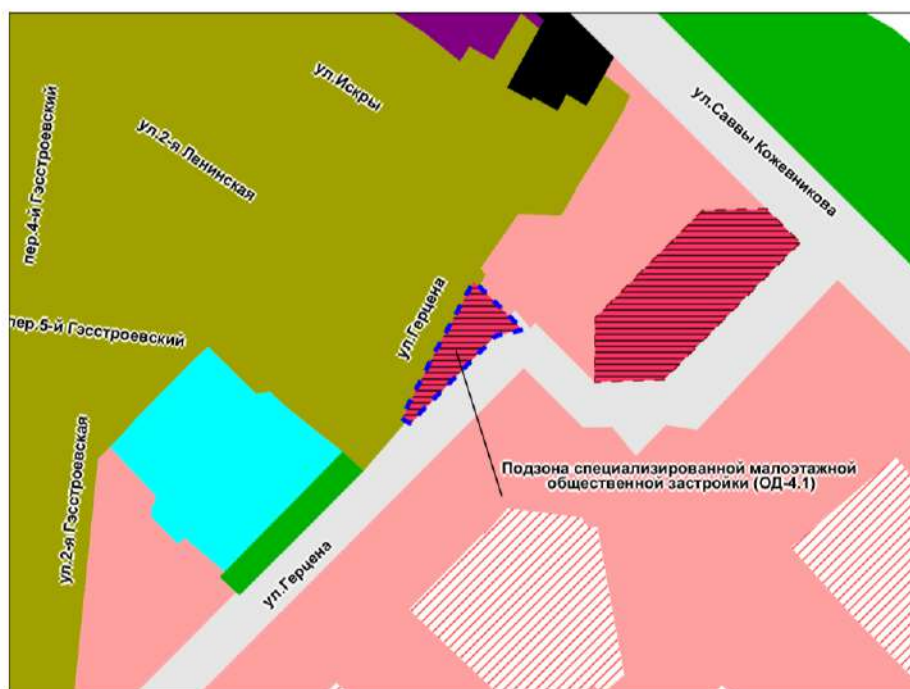 ул.Искры
ул.Саввы Кожевникова
ул.2-я Ленинская
пер.4-й Гэсстроевский
ул.Герцена
пер.5-й Гэсстроевский
ул.2-я Гэсстроевская
Подзона специализированной малоэтажной
общественной застройки (ОД-4.1)
ул.Герцена